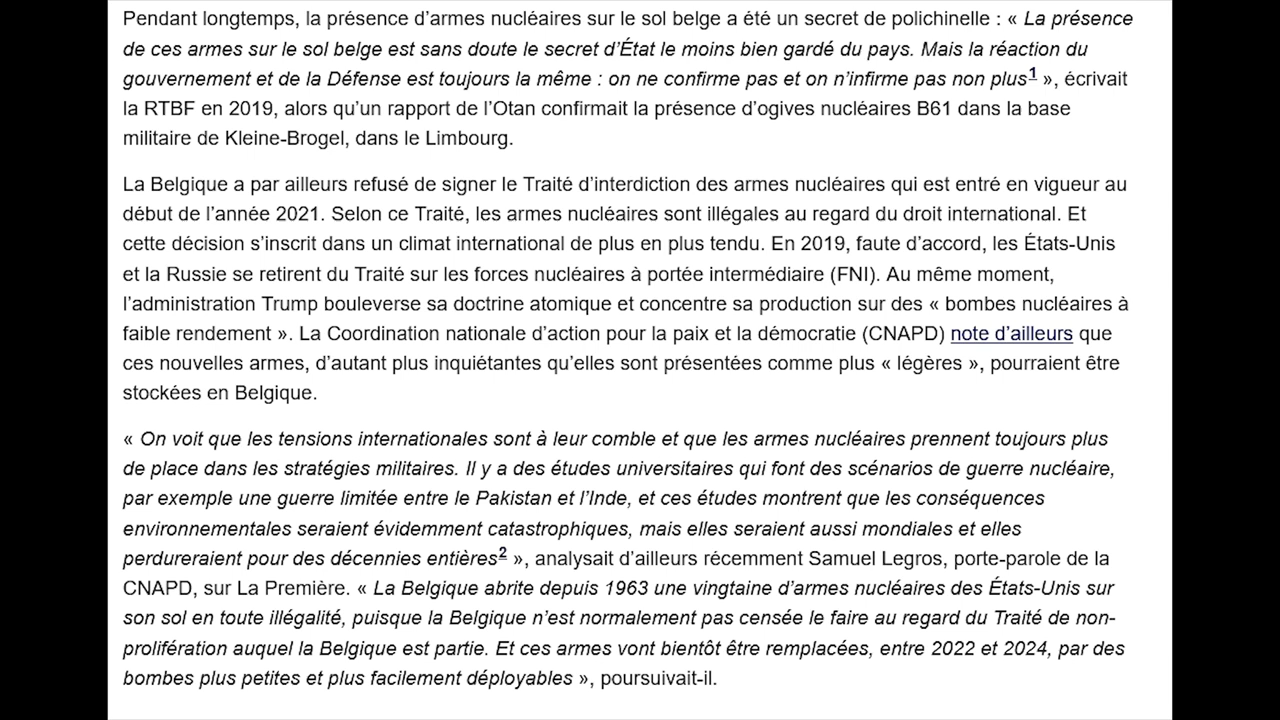 Pendant longtemps, la présence d’armes nucléaires sur le sol belge a été un secret de polichinelle : « La présence
de ces armes sur le sol belge est sans doute le secret d’État le moins bien gardé du pays. Mais la réaction du
gouvernement et de la Défense est toujours la même : on ne confirme pas et on n’infirme pas non plus1 », écrivait
la RTBF en 2019, alors qu’un rapport de l’Otan confirmait la présence d’ogives nucléaires B61 dans la base
militaire de Kleine-Brogel, dans le Limbourg.
La Belgique a par ailleurs refusé de signer le Traité d’interdiction des armes nucléaires qui est entré en vigueur au
début de l’année 2021. Selon ce Traité, les armes nucléaires sont illégales au regard du droit international. Et
cette décision s’inscrit dans un climat international de plus en plus tendu. En 2019, faute d’accord, les États-Unis
et la Russie se retirent du Traité sur les forces nucléaires à portée intermédiaire (FNI). Au même moment,
l’administration Trump bouleverse sa doctrine atomique et concentre sa production sur des « bombes nucléaires à
faible rendement ». La Coordination nationale d’action pour la paix et la démocratie (CNAPD) note d’ailleurs que
ces nouvelles armes, d’autant plus inquiétantes qu’elles sont présentées comme plus « légères », pourraient être
stockées en Belgique.
« On voit que les tensions internationales sont à leur comble et que les armes nucléaires prennent toujours plus
de place dans les stratégies militaires. Il y a des études universitaires qui font des scénarios de guerre nucléaire,
par exemple une guerre limitée entre le Pakistan et l’Inde, et ces études montrent que les conséquences
environnementales seraient évidemment catastrophiques, mais elles seraient aussi mondiales et elles
perdureraient pour des décennies entières2 », analysait d’ailleurs récemment Samuel Legros, porte-parole de la
CNAPD, sur La Première. « La Belgique abrite depuis 1963 une vingtaine d’armes nucléaires des États-Unis sur
son sol en toute illégalité, puisque la Belgique n’est normalement pas censée le faire au regard du Traité de non-
prolifération auquel la Belgique est partie. Et ces armes vont bientôt être remplacées, entre 2022 et 2024, par des
bombes plus petites et plus facilement déployables », poursuivait-il.